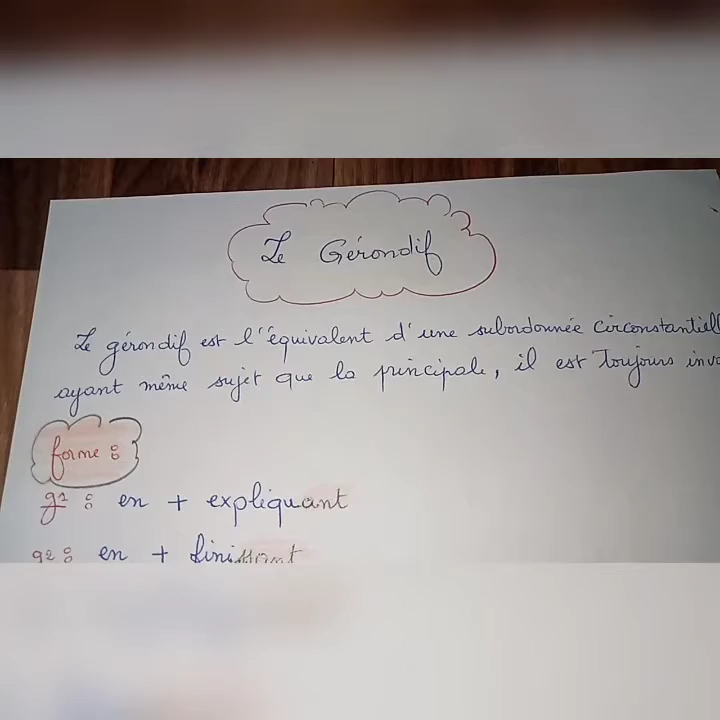 Le Gérondif
Le gérondif est l'équivalent d'une subordonnée circonstantiell
ayant même sujet que la principale, il est toujours inva
forme :
g1 : en + expliquant
g2 : en + finissant